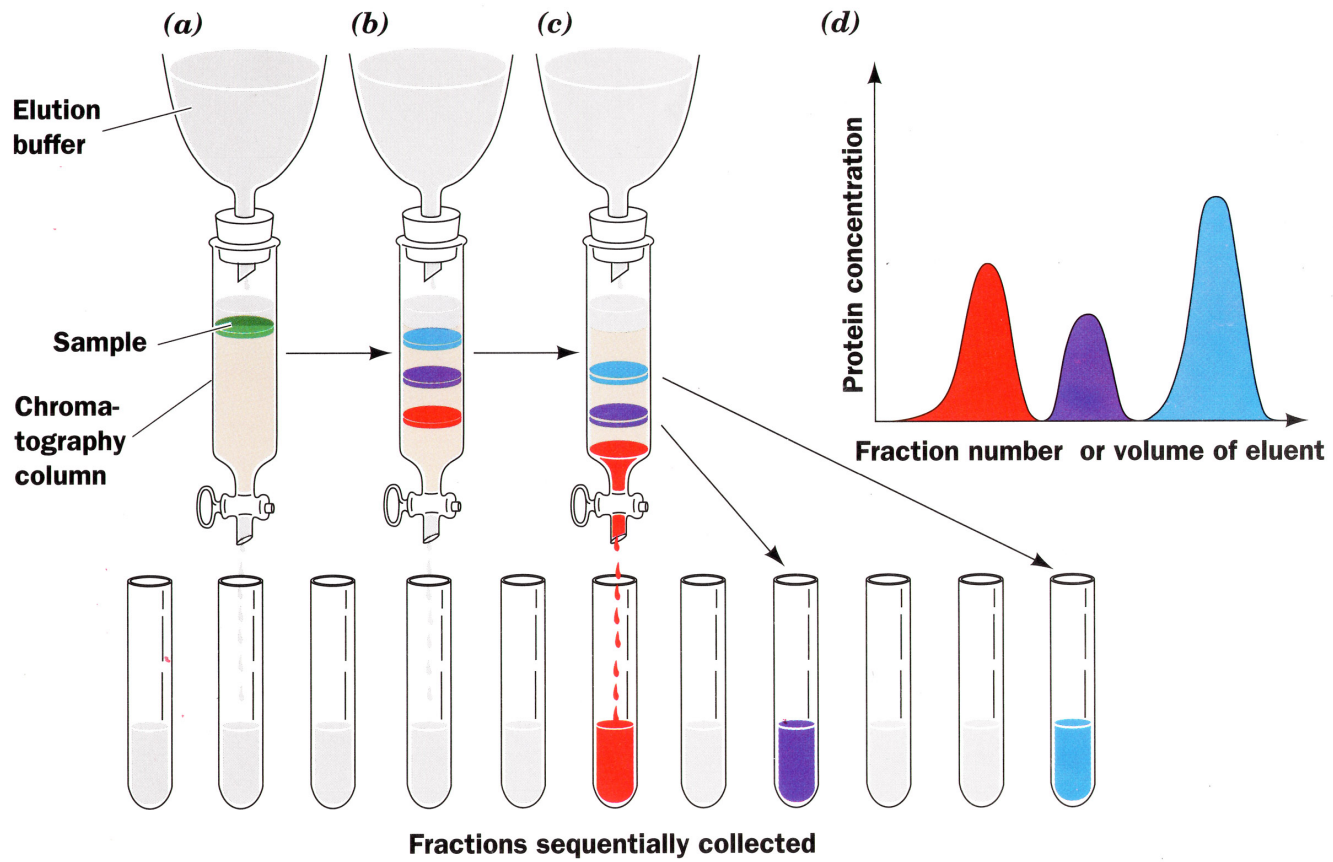 (a)
(b)
(c)
(d)
Elution
buffer
Sample
Chroma-
tography
column
Protein concentration
Fraction number or volume of eluent
Fractions sequentially collected